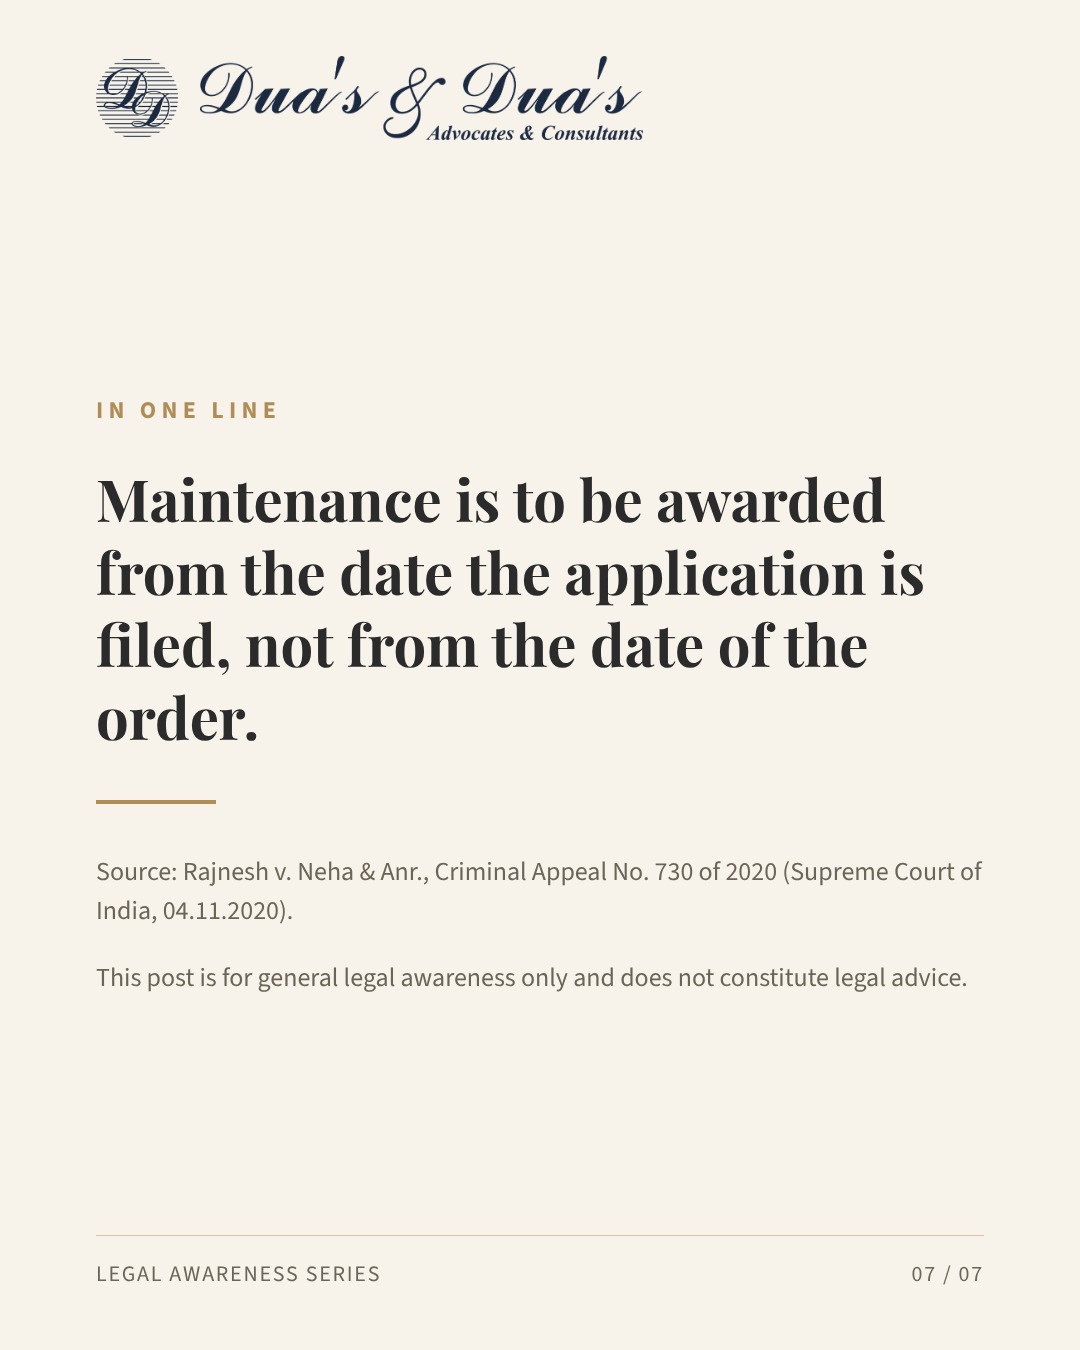 Dua's & Dua's
Advocates & Consultants
IN ONE LINE
Maintenance is to be awarded
from the date the application is
filed, not from the date of the
order.
Source: Rajnesh v. Neha & Anr., Criminal Appeal No. 730 of 2020 (Supreme Court of
India, 04.11.2020).
This post is for general legal awareness only and does not constitute legal advice.
LEGAL AWARENESS SERIES
07 / 07